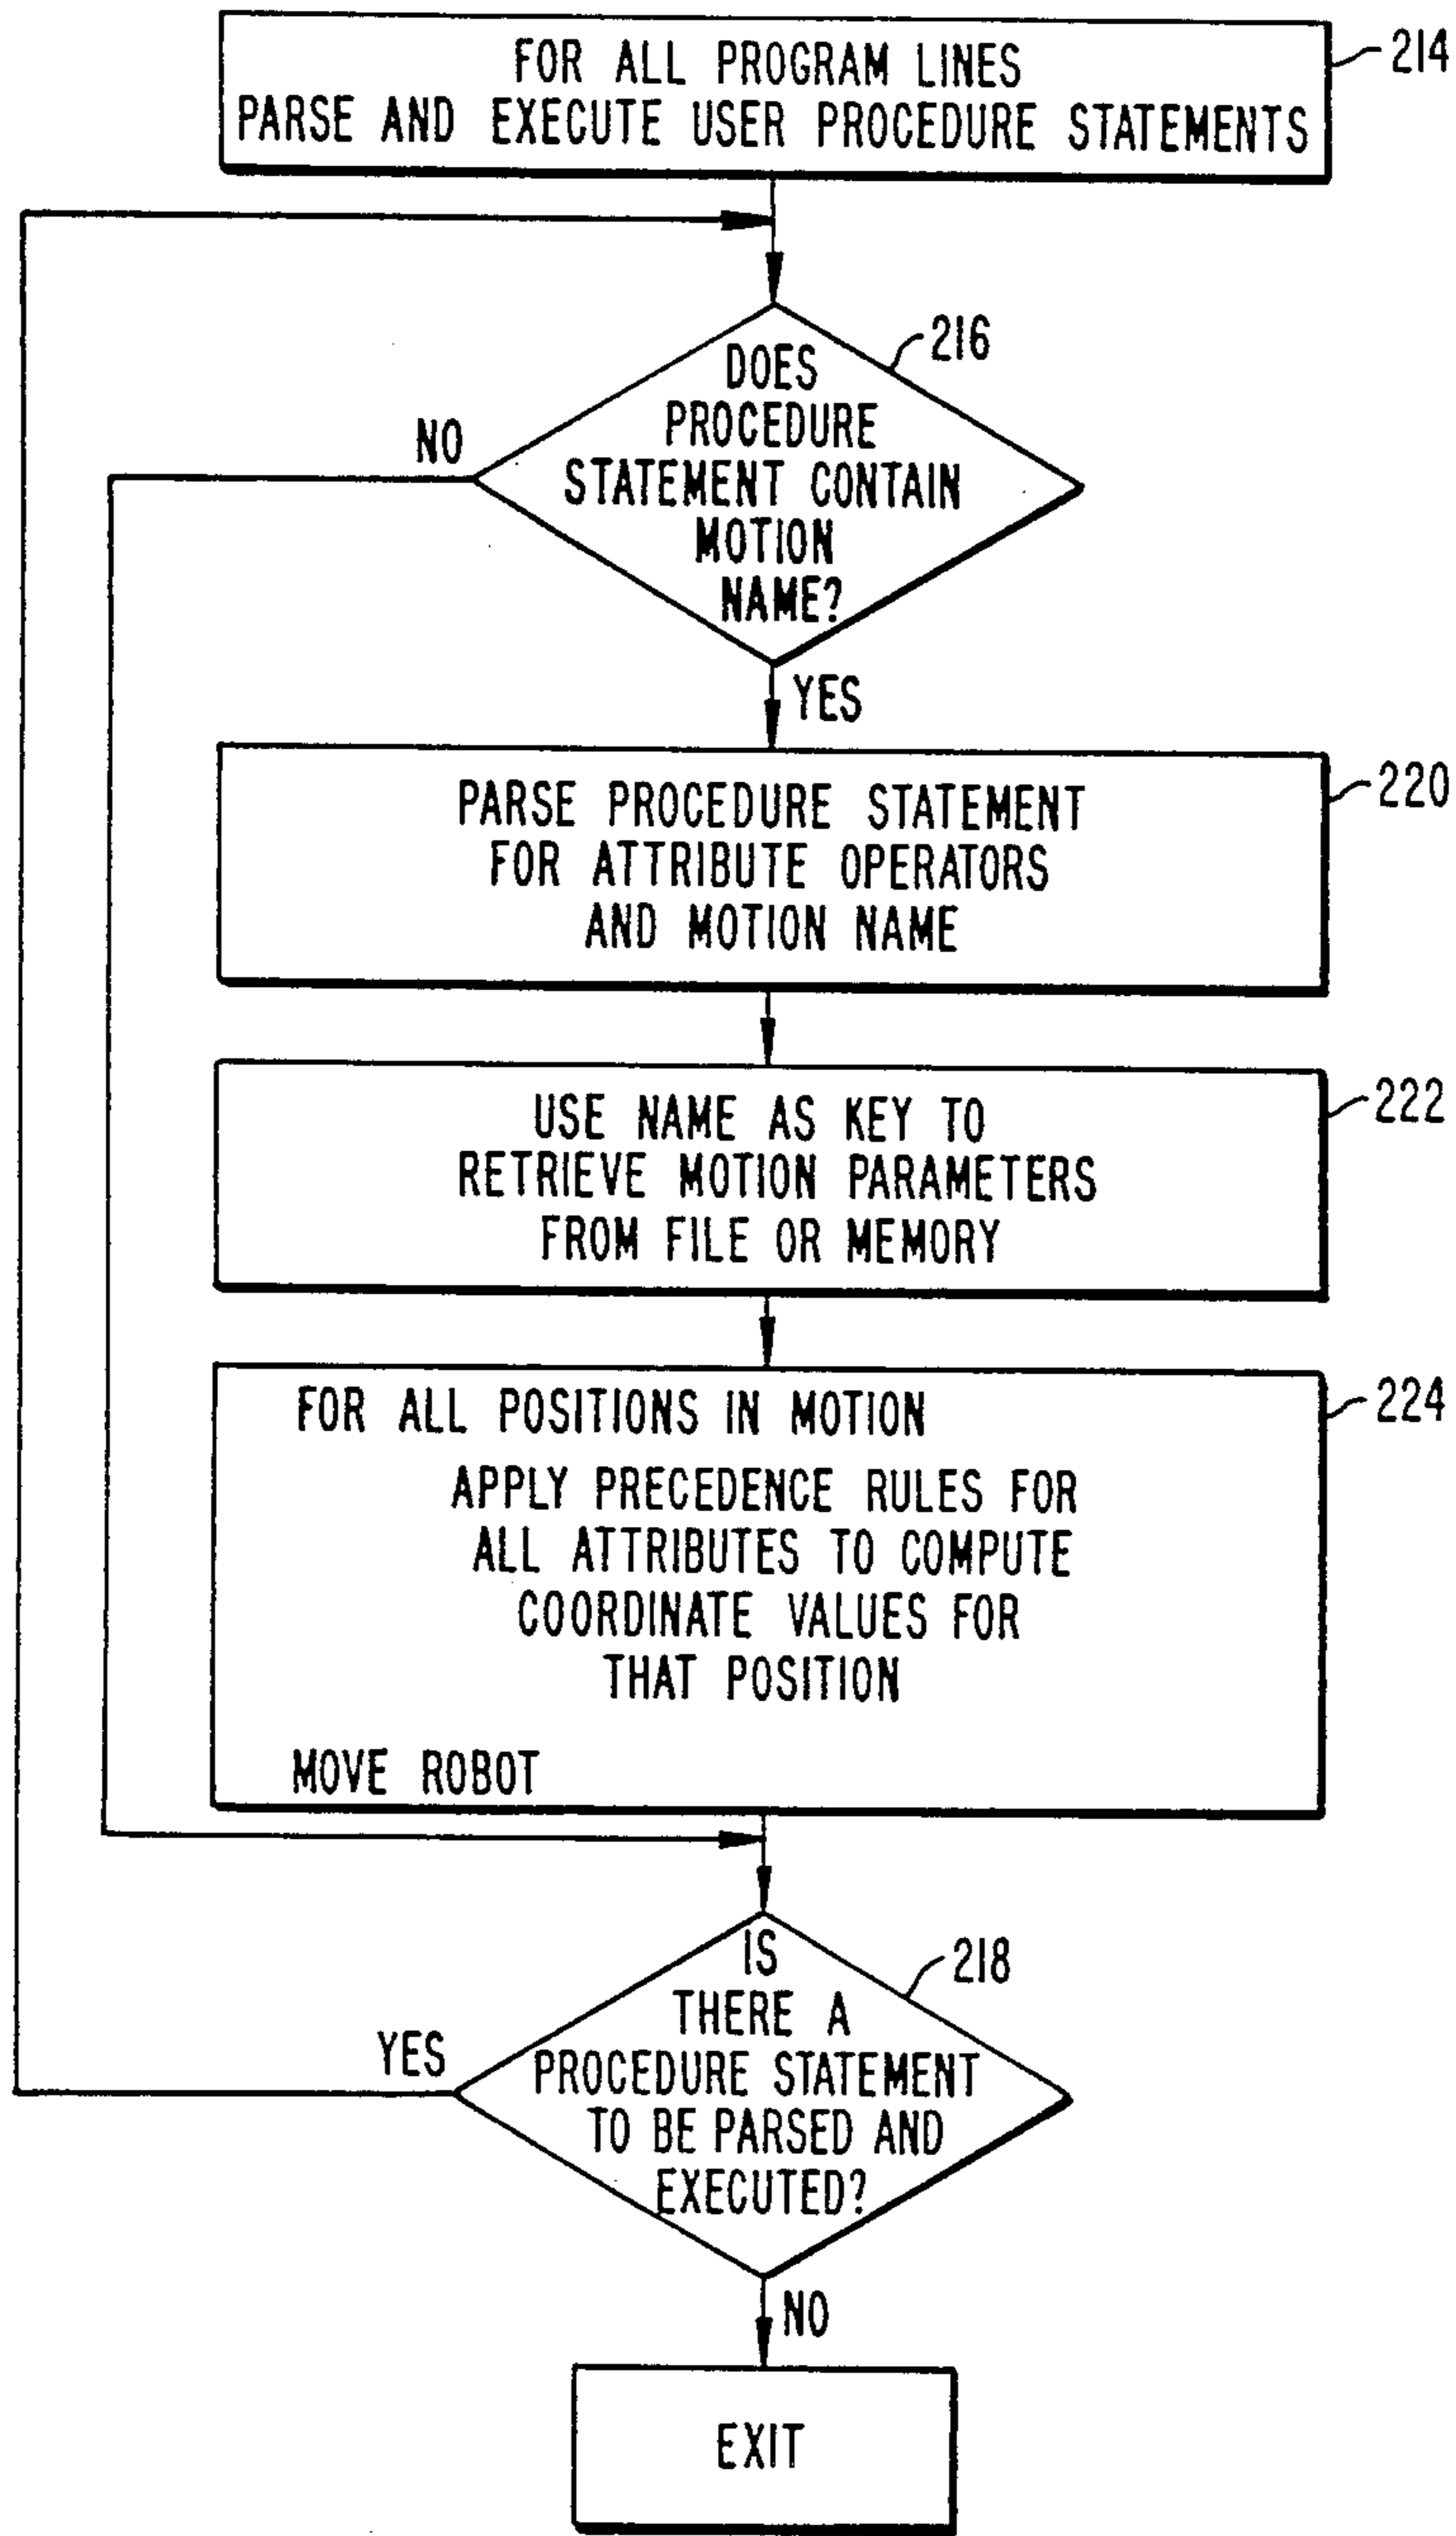 FOR ALL PROGRAM LINES
PARSE AND EXECUTE USER PROCEDURE STATEMENTS
214
DOES
PROCEDURE
STATEMENT CONTAIN
MOTION
NAME?
216
NO
YES
PARSE PROCEDURE STATEMENT
FOR ATTRIBUTE OPERATORS
AND MOTION NAME
220
USE NAME AS KEY TO
RETRIEVE MOTION PARAMETERS
FROM FILE OR MEMORY
222
FOR ALL POSITIONS IN MOTION
APPLY PRECEDENCE RULES FOR
ALL ATTRIBUTES TO COMPUTE
COORDINATE VALUES FOR
THAT POSITION
MOVE ROBOT
224
IS
THERE A
PROCEDURE STATEMENT
TO BE PARSED AND
EXECUTED?
218
YES
NO
EXIT